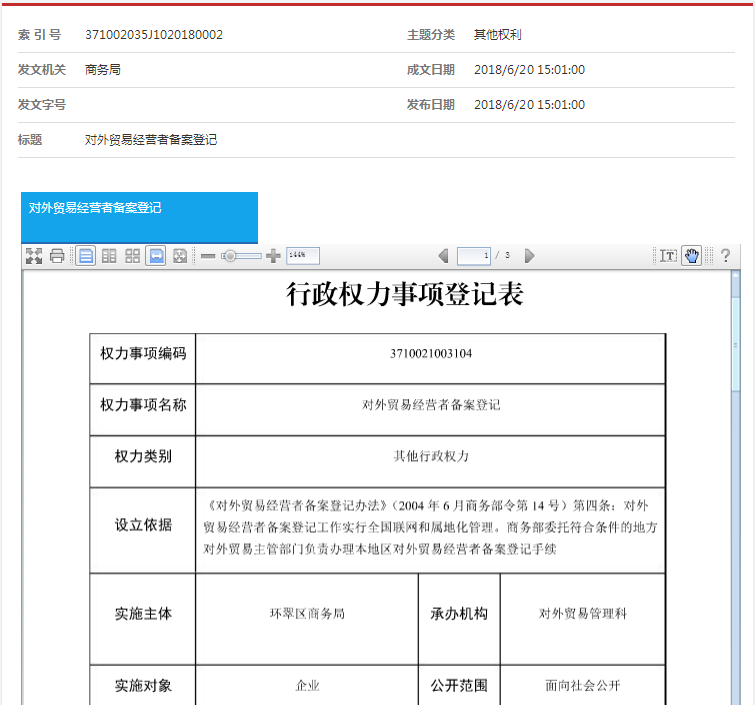 索 引 号 371002035J1020180002 主题分类 其他权利
发文机关 商务局 成文日期 2018/6/20 15:01:00
发文字号 发布日期 2018/6/20 15:01:00
标题 对外贸易经营者备案登记
对外贸易经营者备案登记
144% 1 / 3 T ?
行政权力事项登记表
权力事项编码 3710021003104
权力事项名称 对外贸易经营者备案登记
权力类别 其他行政权力
设立依据
《对外贸易经营者备案登记办法》（2004 年 6 月商务部令第 14 号）第四条：对外
贸易经营者备案登记工作实行全国联网和属地化管理。商务部委托符合条件的地方
对外贸易主管部门负责办理本地区对外贸易经营者备案登记手续
实施主体 环翠区商务局 承办机构 对外贸易管理科
实施对象 企业 公开范围 面向社会公开